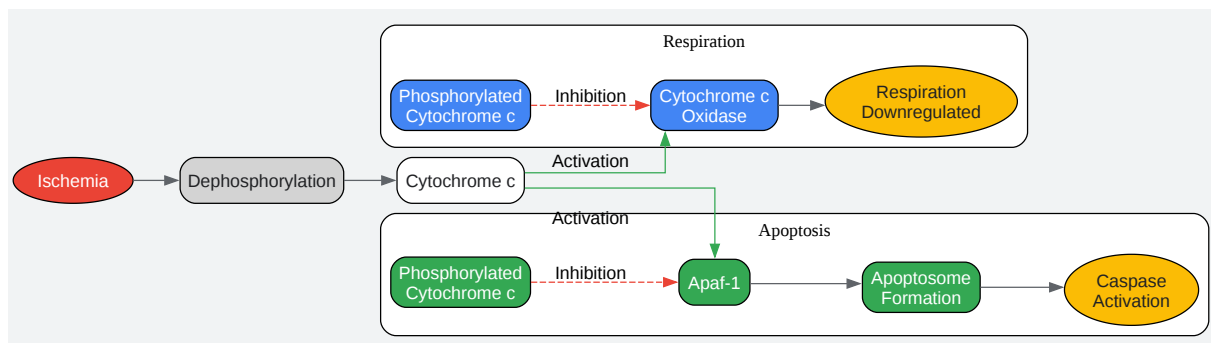 Respiration
Phosphorylated
Cytochrome c
Inhibition
Cytochrome c
Oxidase
Respiration
Downregulated
Ischemia
Dephosphorylation
Cytochrome c
Activation
Activation
Apoptosis
Phosphorylated
Cytochrome c
Inhibition
Apaf-1
Apoptosome
Formation
Caspase
Activation